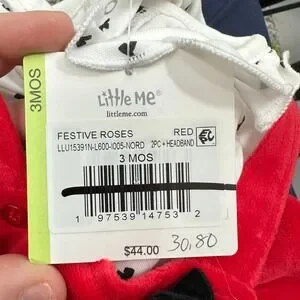 3MOS
Little Me®
littleme.com
FESTIVE ROSES RED
LLU15391N-L600-I005-NORD 2PC+HEADBAND
3 MOS
1 97539 14753 2
$44.00 30.80